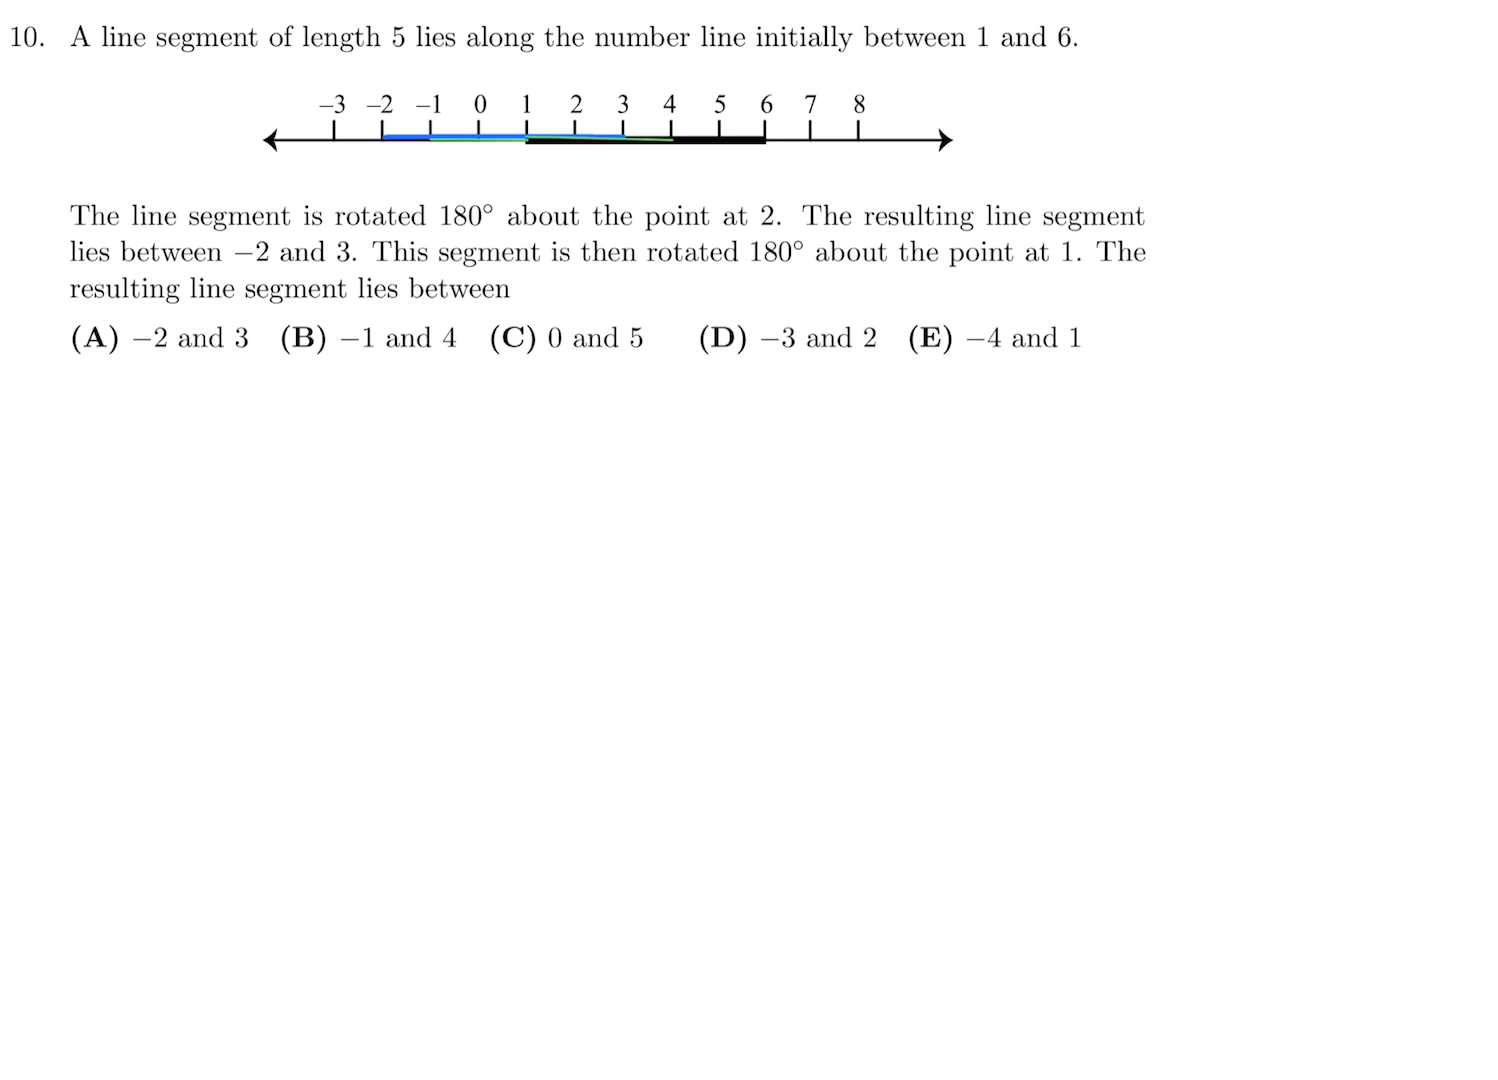 10. A line segment of length 5 lies along the number line initially between 1 and 6.
–3 –2 –1 0 1 2 3 4 5 6 7 8
The line segment is rotated 180° about the point at 2. The resulting line segment
lies between −2 and 3. This segment is then rotated 180° about the point at 1. The
resulting line segment lies between
(A) −2 and 3 (B) −1 and 4 (C) 0 and 5 (D) −3 and 2 (E) −4 and 1